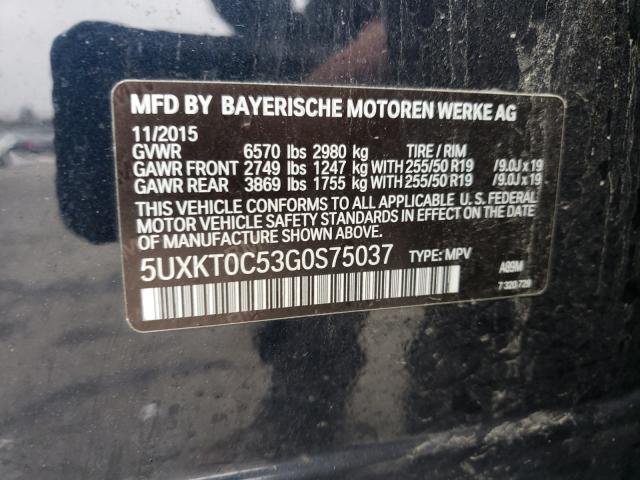 MFD BY BAYERISCHE MOTOREN WERKE AG
11/2015
GVWR 6570 lbs 2980 kg TIRE / RIM
GAWR FRONT 2749 lbs 1247 kg WITH 255/50 R19 /9.0J x 19
GAWR REAR 3869 lbs 1755 kg WITH 255/50 R19 /9.0J x 19
THIS VEHICLE CONFORMS TO ALL APPLICABLE U. S. FEDERAL
MOTOR VEHICLE SAFETY STANDARDS IN EFFECT ON THE
DATE OF MANUFACTURE SHOWN ABOVE.
5UXKT0C53G0S75037 TYPE: MPV A89M
7 320 729